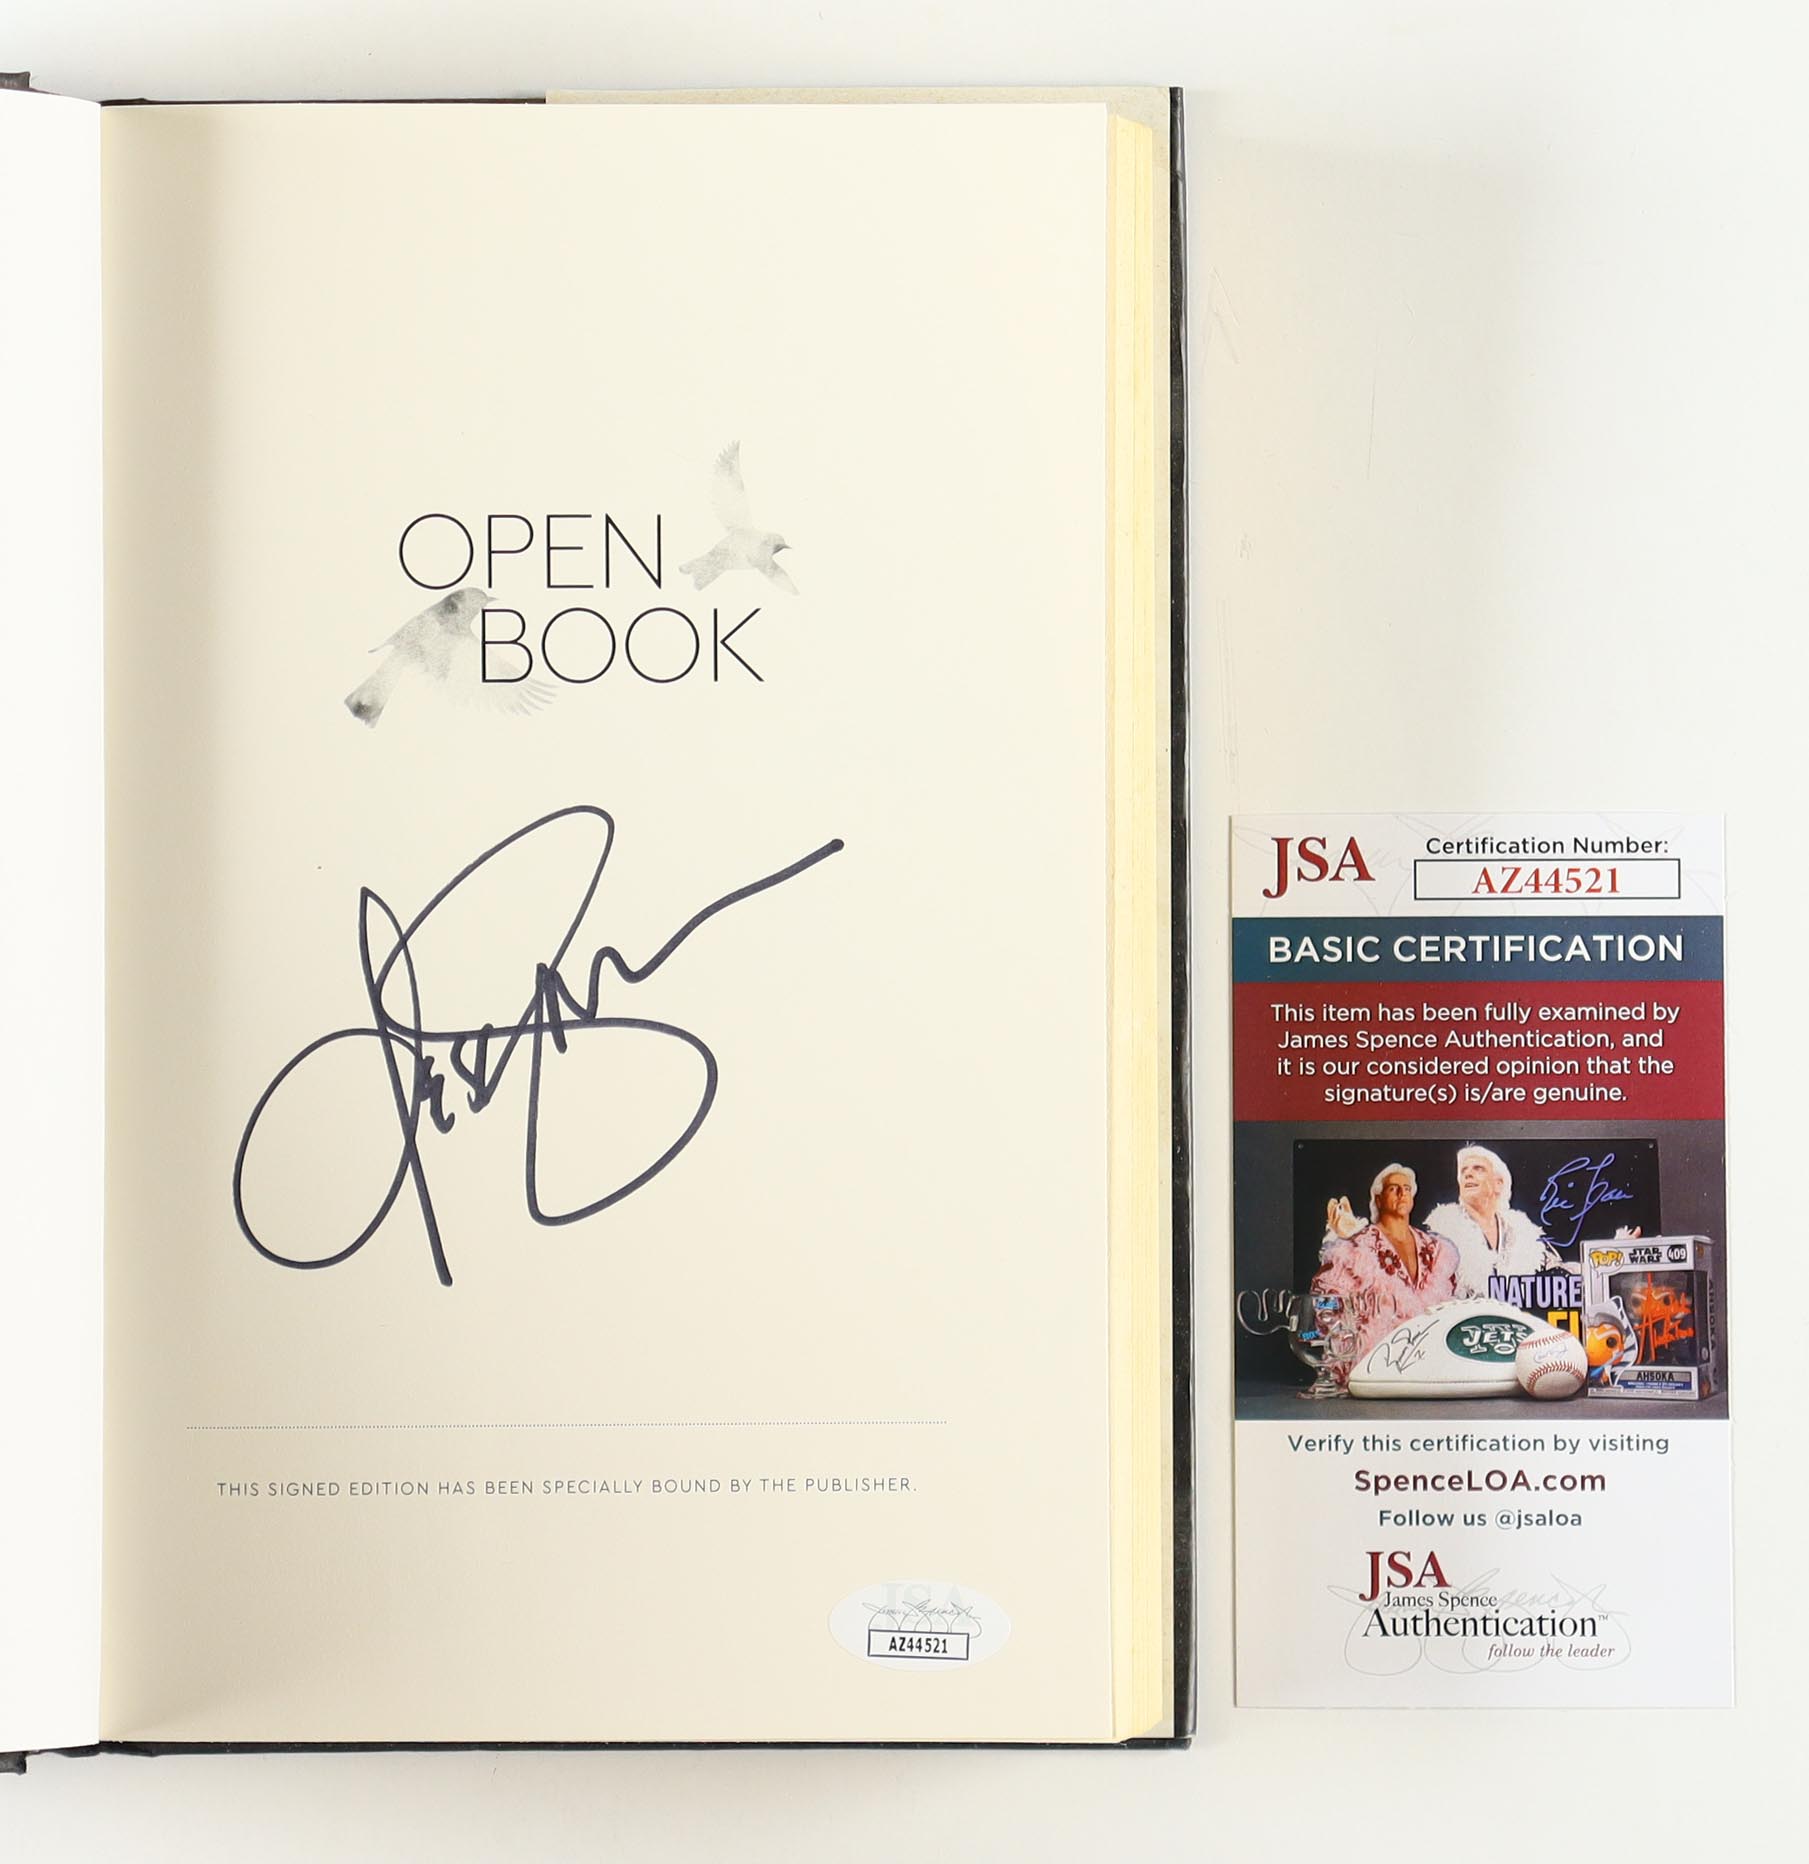 OPEN
BOOK
THIS SIGNED EDITION HAS BEEN SPECIALLY BOUND BY THE PUBLISHER.
JSA
AZ44521
JSA
Certification Number:
AZ44521
BASIC CERTIFICATION
This item has been fully examined by
James Spence Authentication, and
it is our considered opinion that the
signature(s) is/are genuine.
NATURE
POP!
STAR
WARS
409
JETS
AHSOKA
Verify this certification by visiting
SpenceLOA.com
Follow us @jsaloa
JSA
James Spence
Authentication™
follow the leader